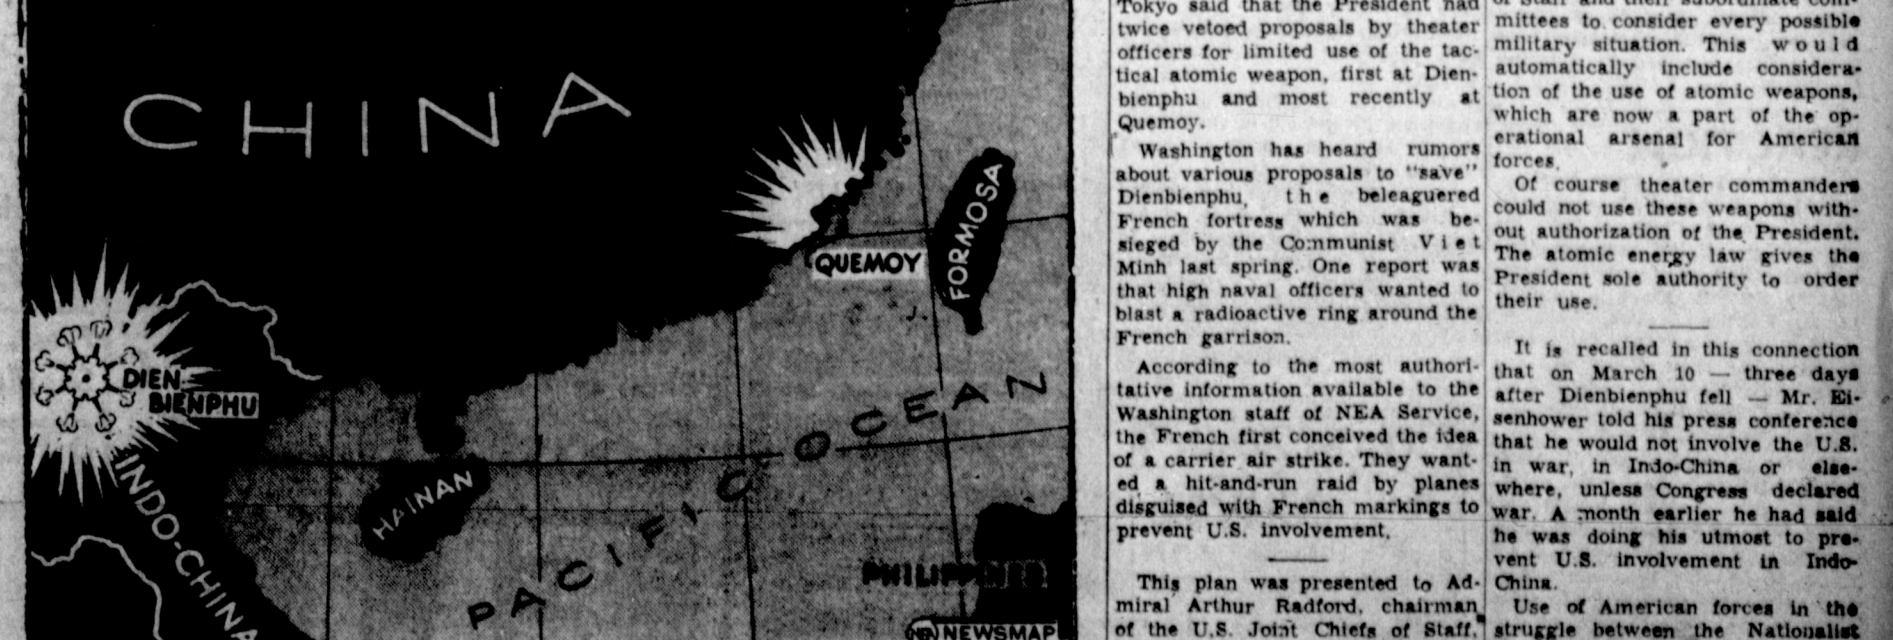 CHINA
QUEMOY
FORMOSA
DIEN
BIENPHU
INDO-CHINA
HAINAN
PACIFIC OCEAN
PHILIPPINES
NEA NEWSMAP
Tokyo said that the President had
twice vetoed proposals by theater
officers for limited use of the tac-
tical atomic weapon, first at Dien-
bienphu and most recently at
Quemoy.
Washington has heard rumors
about various proposals to "save"
Dienbienphu, the beleaguered
French fortress which was be-
sieged by the Communist Viet
Minh last spring. One report was
that high naval officers wanted to
blast a radioactive ring around the
French garrison.
According to the most authori-
tative information available to the
Washington staff of NEA Service,
the French first conceived the idea
of a carrier air strike. They want-
ed a hit-and-run raid by planes
disguised with French markings to
prevent U.S. involvement.
This plan was presented to Ad-
miral Arthur Radford, chairman
of the U.S. Joint Chiefs of Staff,
of Staff and their subordinate com-
mittees to consider every possible
military situation. This would
automatically include considera-
tion of the use of atomic weapons,
which are now a part of the op-
erational arsenal for American
forces.
Of course theater commanders
could not use these weapons with-
out authorization of the President.
The atomic energy law gives the
President sole authority to order
their use.
It is recalled in this connection
that on March 10 — three days
after Dienbienphu fell — Mr. Ei-
senhower told his press conference
that he would not involve the U.S.
in war, in Indo-China or else-
where, unless Congress declared
war. A month earlier he had said
he was doing his utmost to pre-
vent U.S. involvement in Indo-
China.
Use of American forces in the
struggle between the Nationalist